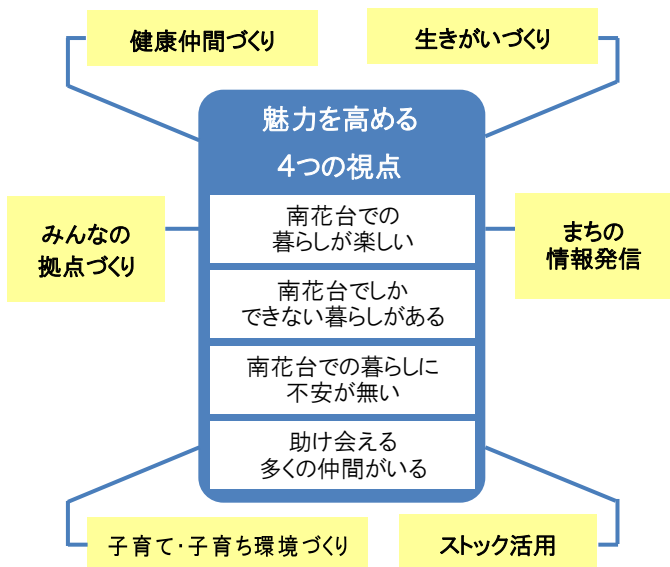 健康仲間づくり
生きがいづくり
魅力を高める
4つの視点
南花台での
暮らしが楽しい
南花台でしか
できない暮らしがある
南花台での暮らしに
不安が無い
助け会える
多くの仲間がいる
みんなの
拠点づくり
まちの
情報発信
子育て・子育ち環境づくり
ストック活用